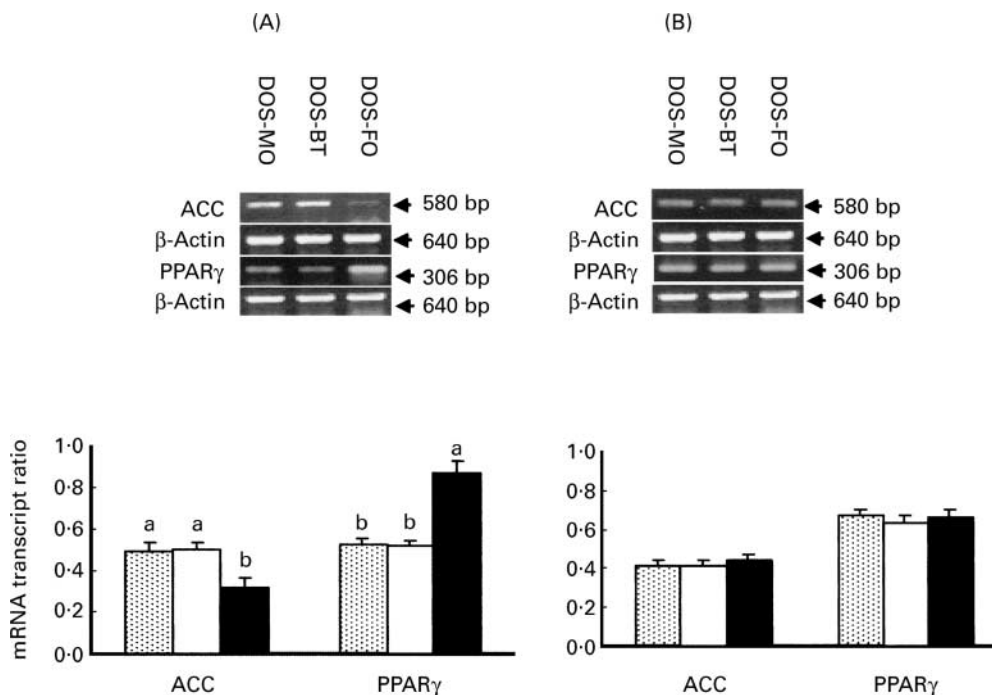 (A)
(B)
DOS-MO
DOS-BT
DOS-FO
DOS-MO
DOS-BT
DOS-FO
ACC
580 bp
β-Actin
640 bp
PPARγ
306 bp
β-Actin
640 bp
ACC
580 bp
β-Actin
640 bp
PPARγ
306 bp
β-Actin
640 bp
mRNA transcript ratio
1·0
0·8
0·6
0·4
0·2
0·0
a
a
b
b
b
a
ACC
PPARγ
1·0
0·8
0·6
0·4
0·2
0·0
ACC
PPARγ